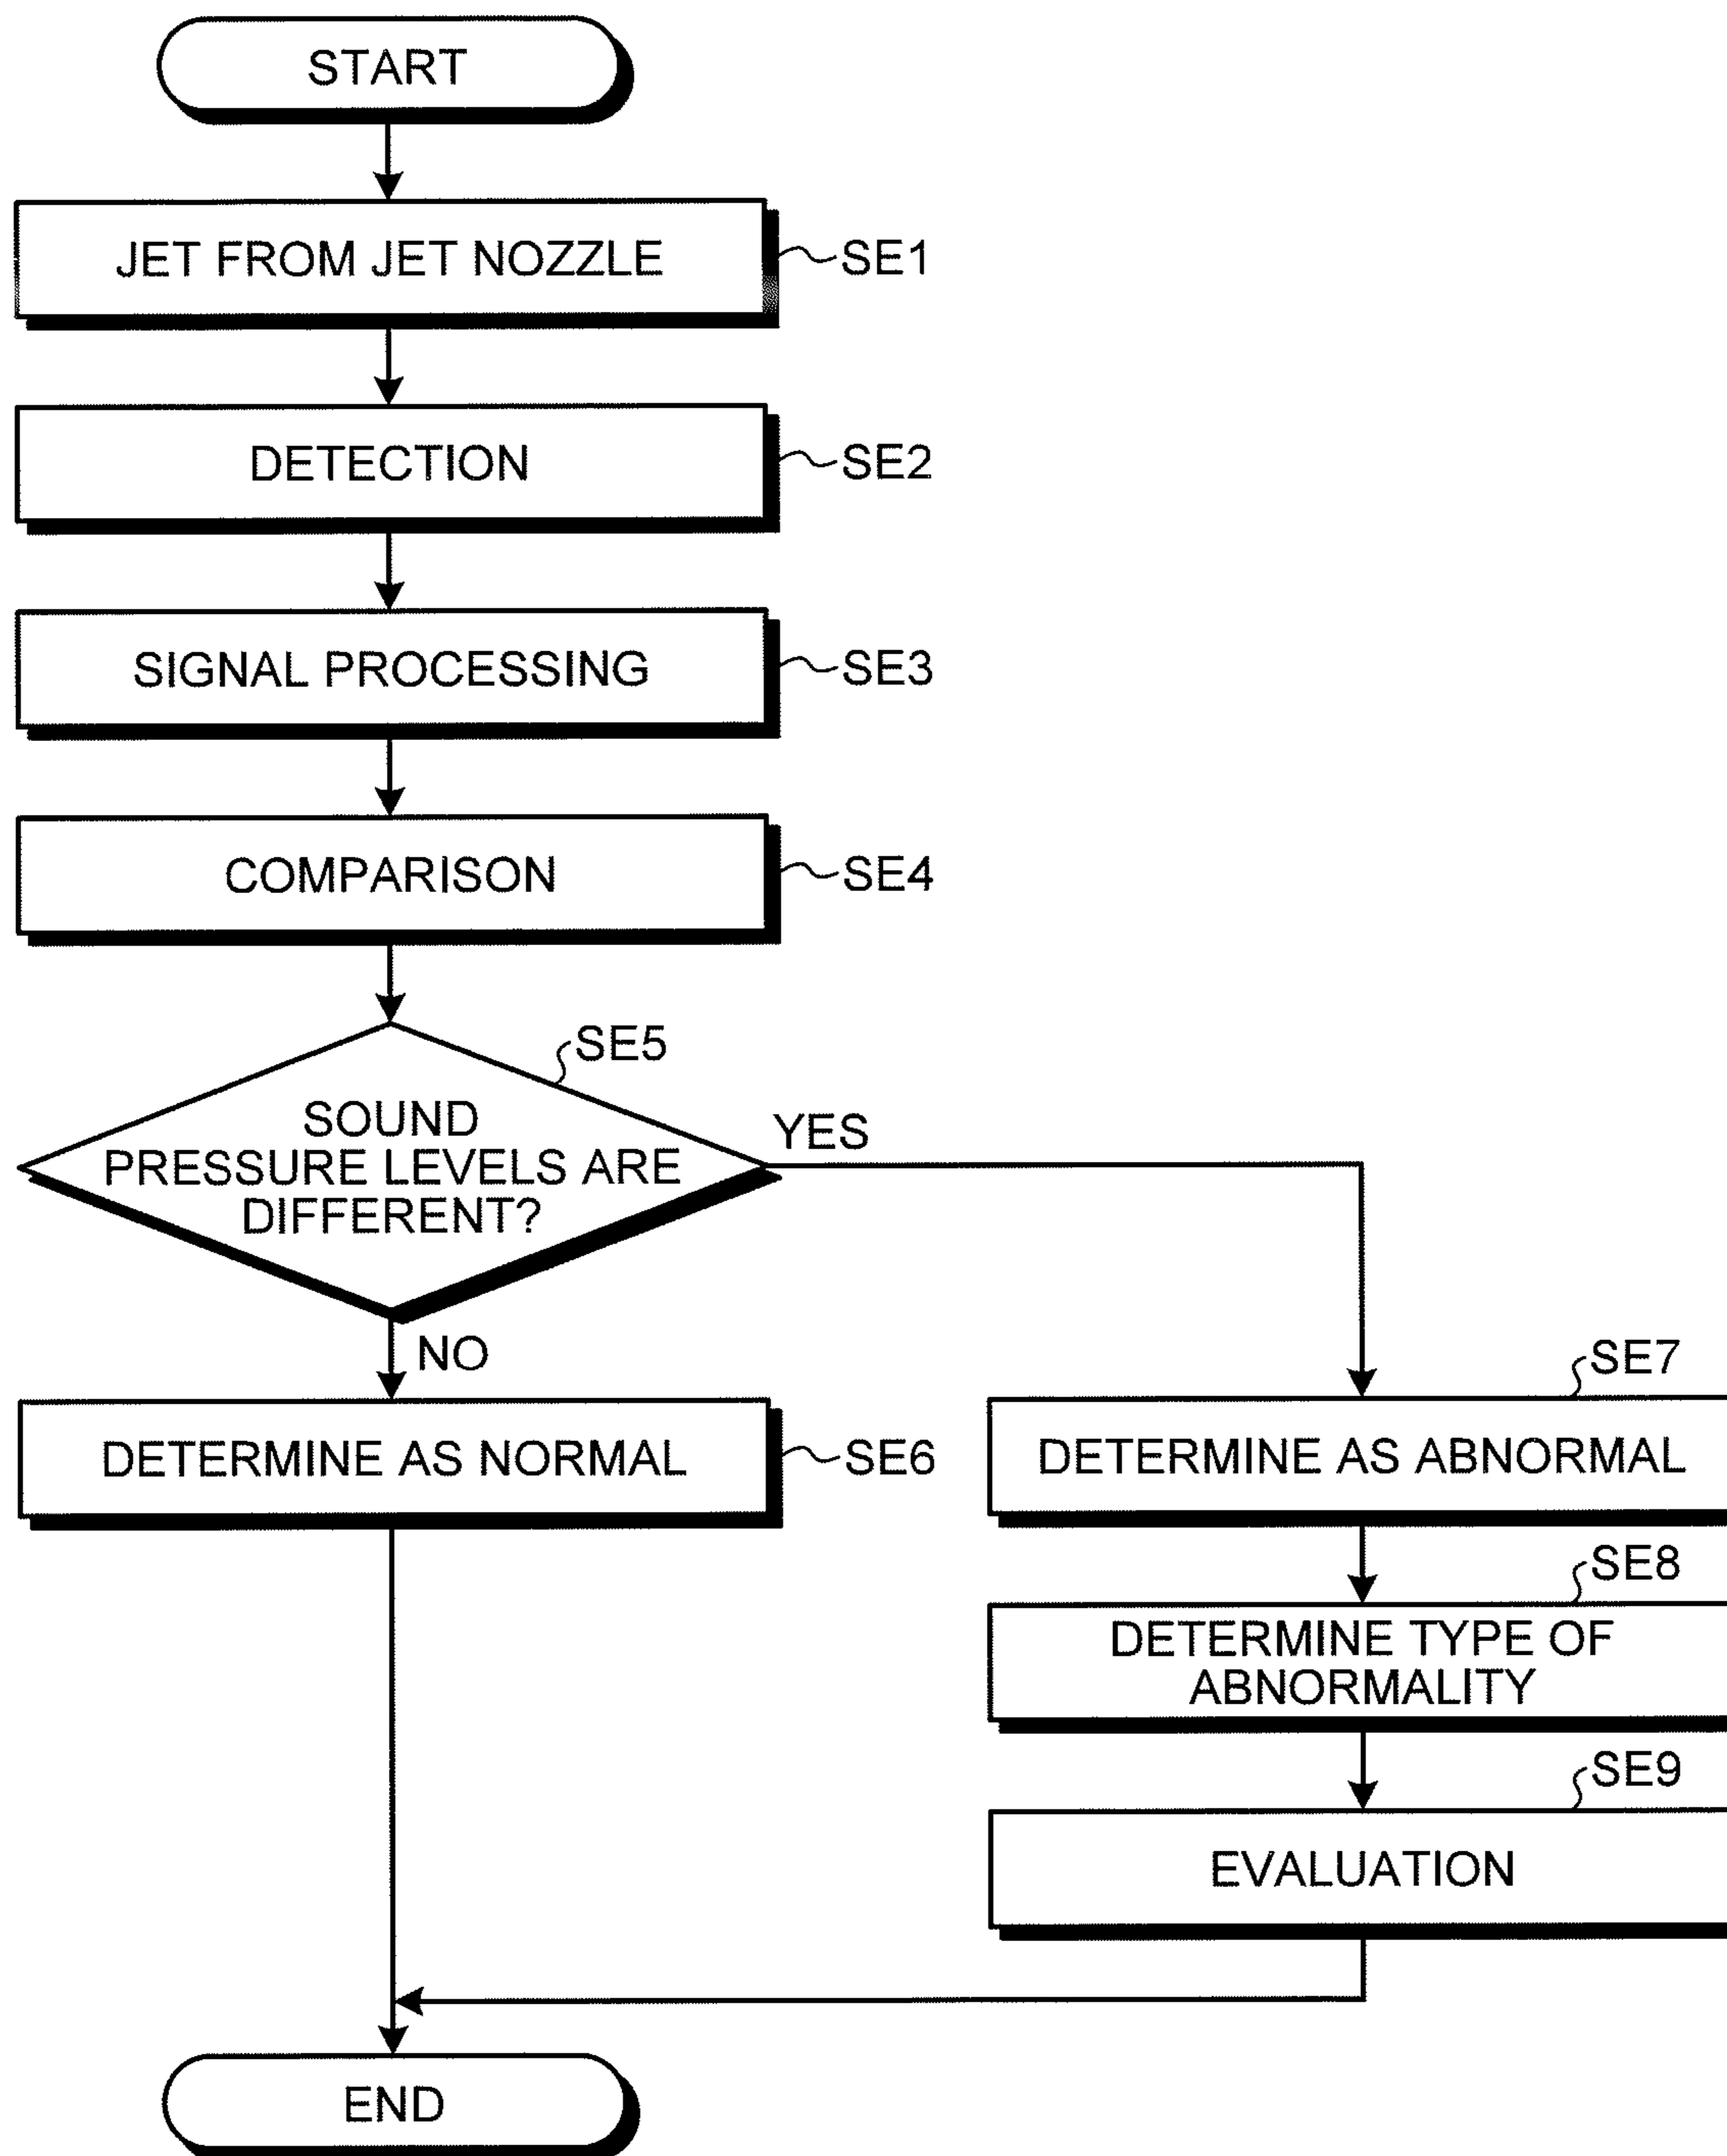 START
JET FROM JET NOZZLE
SE1
DETECTION
SE2
SIGNAL PROCESSING
SE3
COMPARISON
SE4
SE5
SOUND
PRESSURE LEVELS ARE
DIFFERENT?
YES
NO
DETERMINE AS NORMAL
SE6
SE7
DETERMINE AS ABNORMAL
SE8
DETERMINE TYPE OF
ABNORMALITY
SE9
EVALUATION
END